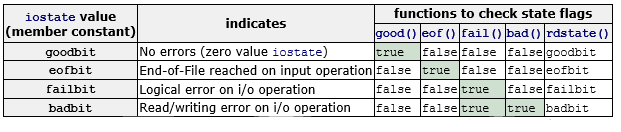 iostate value
(member constant) indicates functions to check state flags
good() eof() fail() bad() rdstate()
goodbit No errors (zero value iostate) true false false false goodbit
eofbit End-of-File reached on input operation false true false false eofbit
failbit Logical error on i/o operation false false true false failbit
badbit Read/writing error on i/o operation false false true true badbit